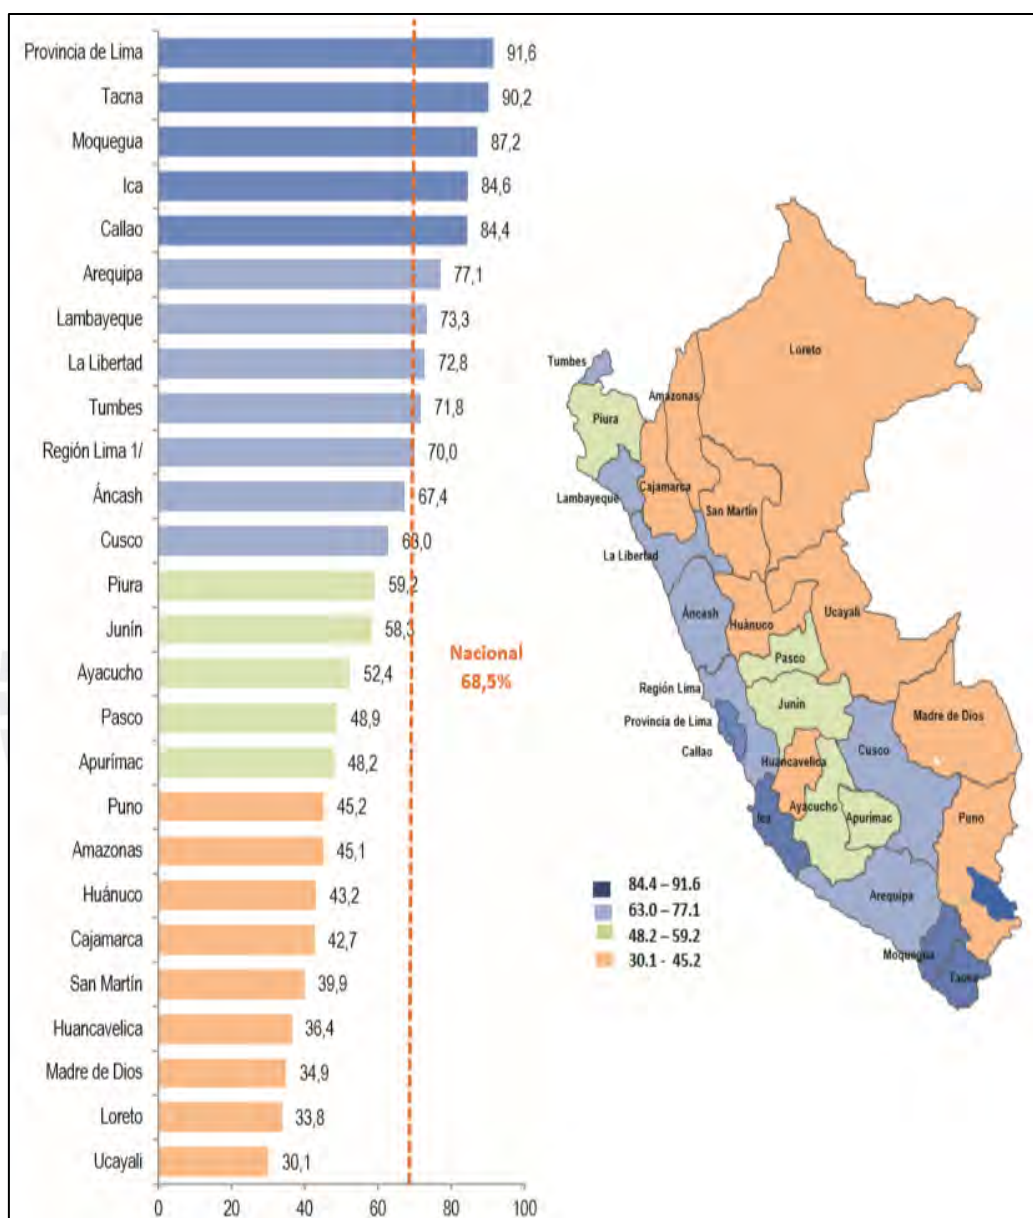 Provincia de Lima 91,6
Tacna 90,2
Moquegua 87,2
Ica 84,6
Callao 84,4
Arequipa 77,1
Lambayeque 73,3
La Libertad 72,8
Tumbes 71,8
Región Lima 1/ 70,0
Áncash 67,4
Cusco 63,0
Piura 59,2
Junín 58,3
Ayacucho 52,4
Pasco 48,9
Apurímac 48,2
Puno 45,2
Amazonas 45,1
Huánuco 43,2
Cajamarca 42,7
San Martín 39,9
Huancavelica 36,4
Madre de Dios 34,9
Loreto 33,8
Ucayali 30,1
0 20 40 60 80 100
Nacional
68,5%
Loreto
Tumbes
Amazonas
Piura
Cajamarca
Lambayeque
San Martín
La Libertad
Ucayali
Áncash
Huánuco
Pasco
Región Lima
Junín
Madre de Dios
Provincia de Lima
Callao
Cusco
Huancavelica
Ica
Ayacucho
Apurímac
Puno
Arequipa
Moquegua
Tacna
84.4 – 91.6
63.0 – 77.1
48.2 – 59.2
30.1 - 45.2